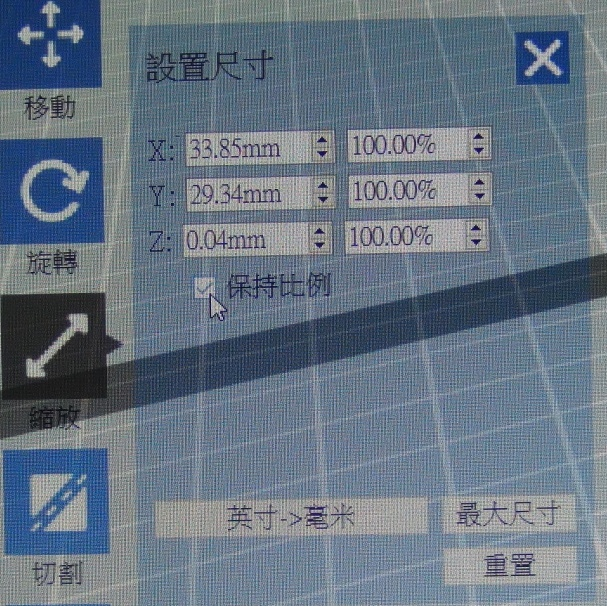 移動
設置尺寸
X: 33.85mm 100.00%
Y: 29.34mm 100.00%
旋轉
Z: 0.04mm 100.00%
保持比例
縮放
英寸->毫米 最大尺寸
切割
重置